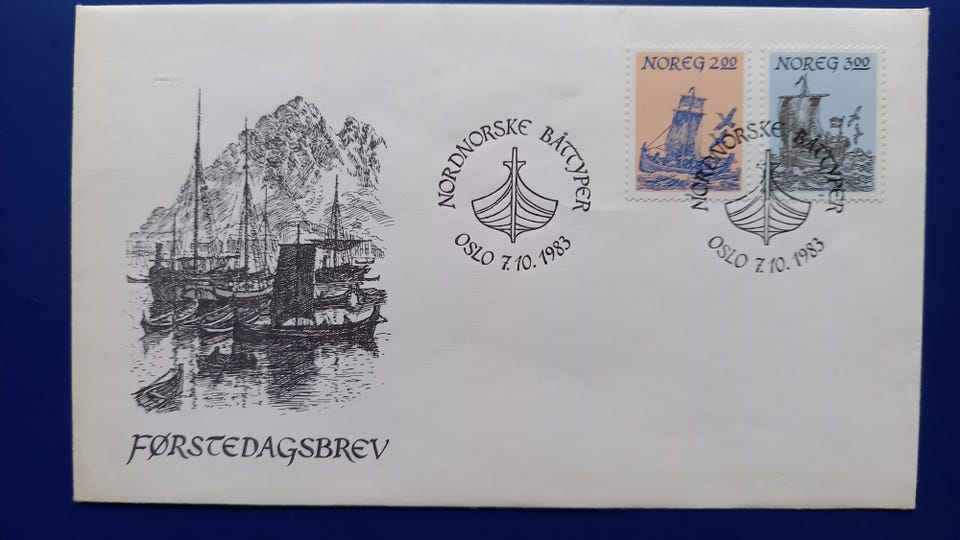 NOREG 2.00
NOREG 3.00
NORDNORSKE BÅTTYPER
OSLO 7.10.1983
NORDNORSKE BÅTTYPER
OSLO 7.10.1983
FØRSTEDAGSBREV